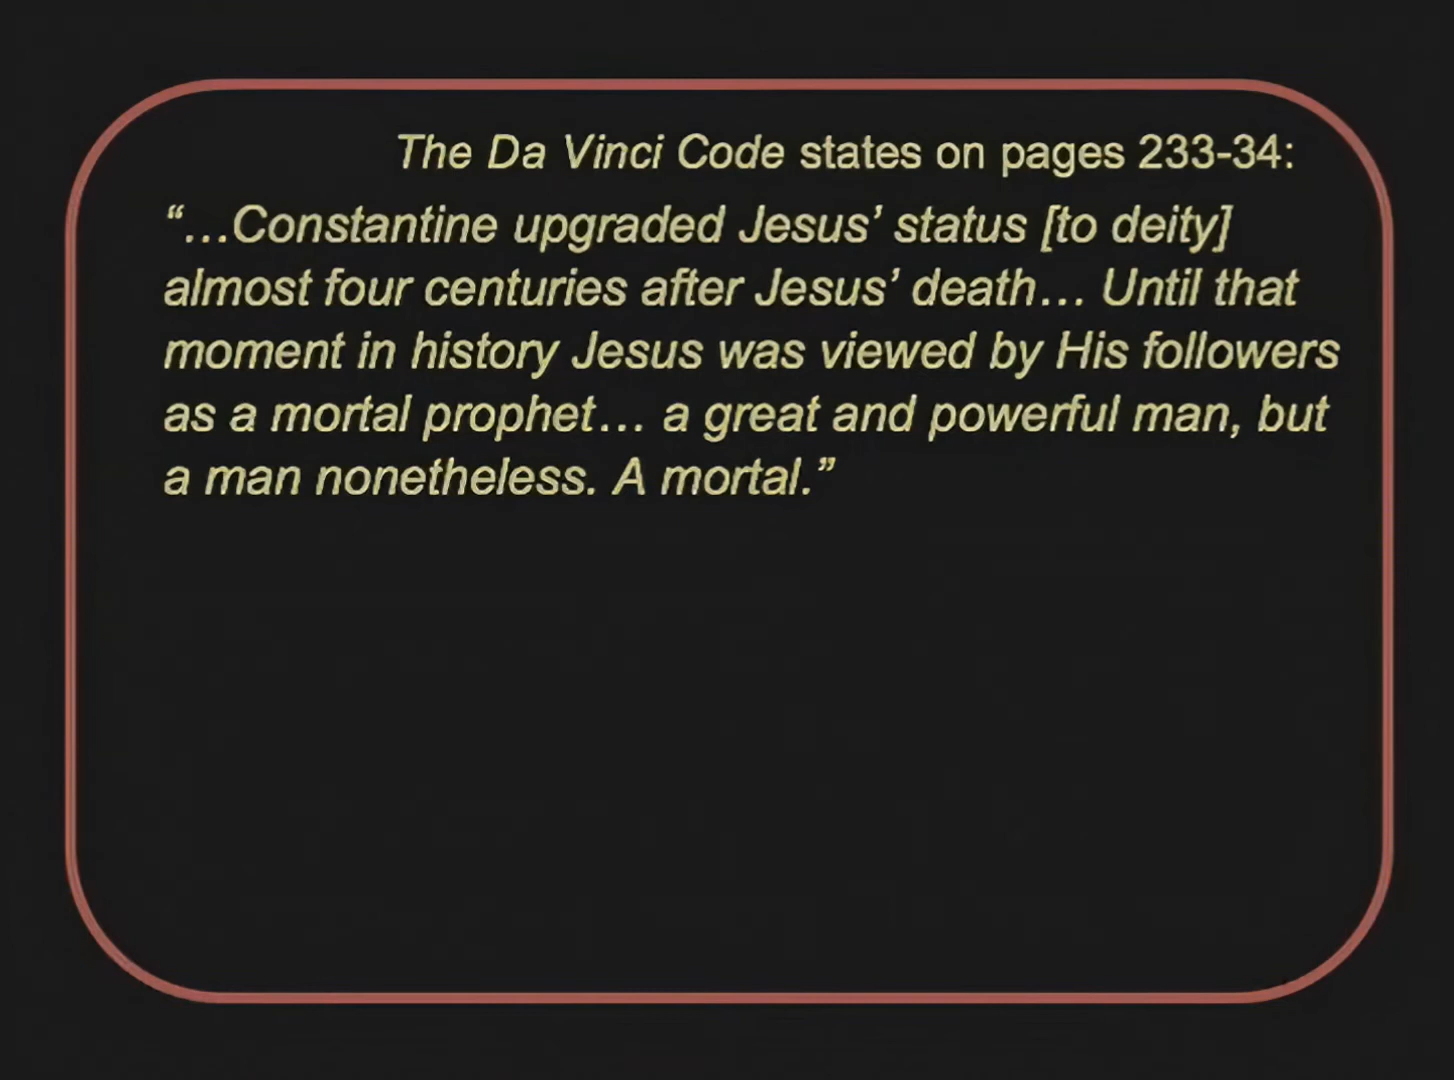 The Da Vinci Code states on pages 233-34:
“…Constantine upgraded Jesus’ status [to deity]
almost four centuries after Jesus’ death… Until that
moment in history Jesus was viewed by His followers
as a mortal prophet… a great and powerful man, but
a man nonetheless. A mortal.”